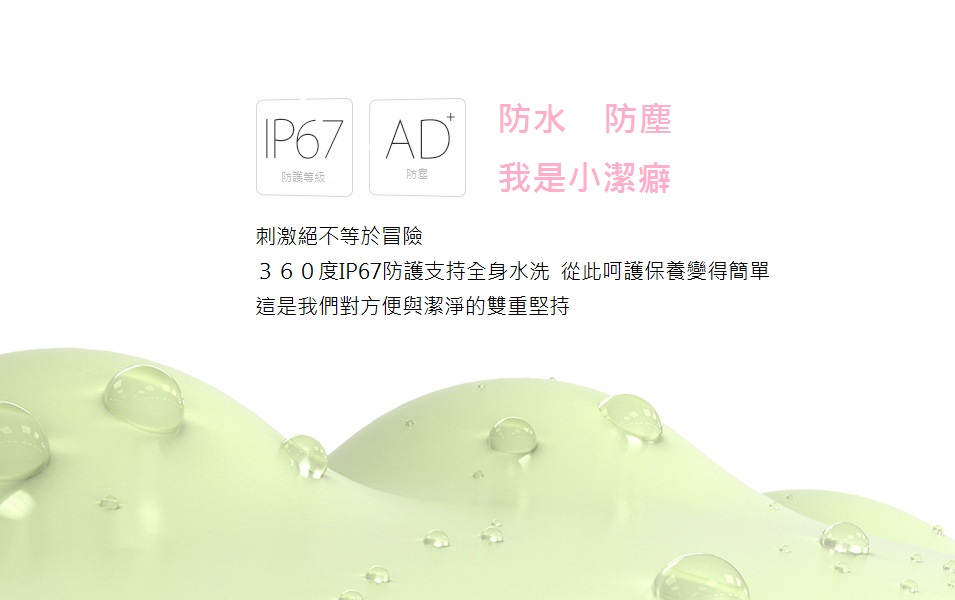 IP67
防護等級
AD+
防塵
防水　防塵
我是小潔癖
刺激絕不等於冒險
３６０度IP67防護支持全身水洗 從此呵護保養變得簡單
這是我們對方便與潔淨的雙重堅持